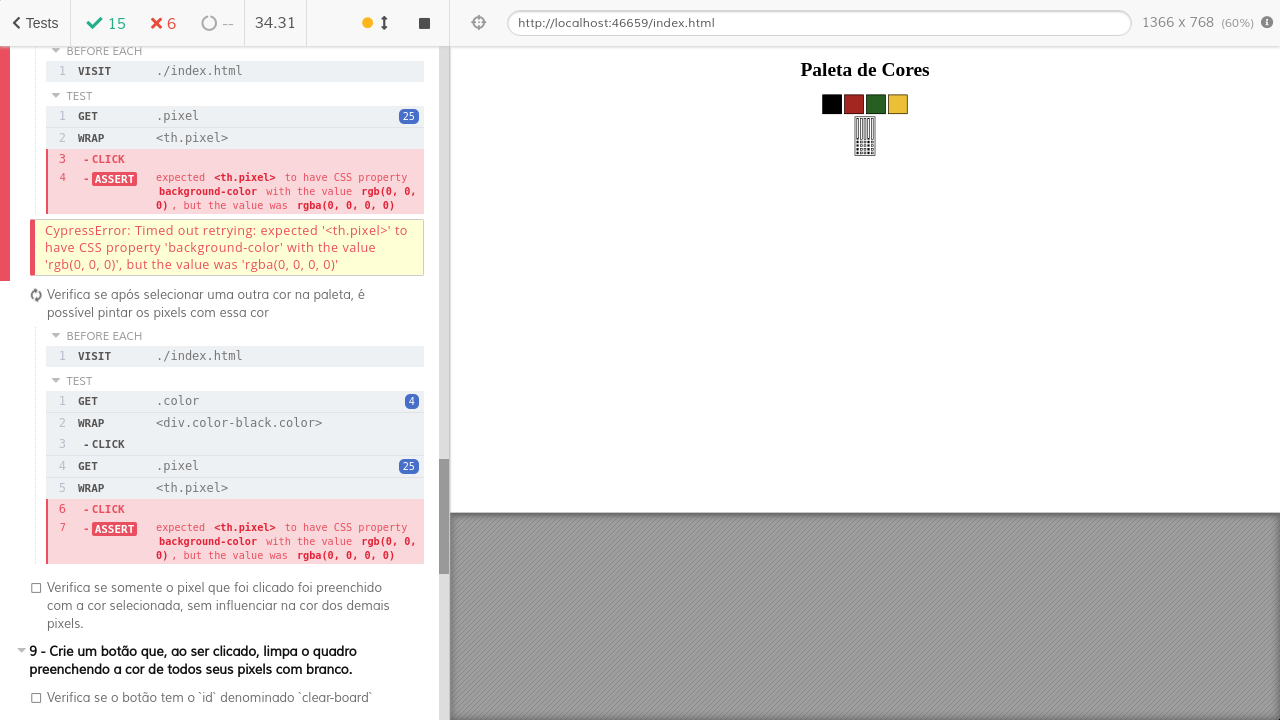 Tests 15 6 -- 34.31
http://localhost:46659/index.html 1366 x 768 (60%)
BEFORE EACH
1 VISIT ./index.html
TEST
1 GET .pixel 25
2 WRAP <th.pixel>
3 - CLICK
4 - ASSERT expected <th.pixel> to have CSS property
background-color with the value rgb(0, 0,
0) , but the value was rgba(0, 0, 0, 0)
CypressError: Timed out retrying: expected '<th.pixel>' to
have CSS property 'background-color' with the value
'rgb(0, 0, 0)', but the value was 'rgba(0, 0, 0, 0)'
Verifica se após selecionar uma outra cor na paleta, é
possível pintar os pixels com essa cor
BEFORE EACH
1 VISIT ./index.html
TEST
1 GET .color 4
2 WRAP <div.color-black.color>
3 - CLICK
4 GET .pixel 25
5 WRAP <th.pixel>
6 - CLICK
7 - ASSERT expected <th.pixel> to have CSS property
background-color with the value rgb(0, 0,
0) , but the value was rgba(0, 0, 0, 0)
Verifica se somente o pixel que foi clicado foi preenchido
com a cor selecionada, sem influenciar na cor dos demais
pixels.
9 - Crie um botão que, ao ser clicado, limpa o quadro
preenchendo a cor de todos seus pixels com branco.
Verifica se o botão tem o `id` denominado `clear-board`
Paleta de Cores